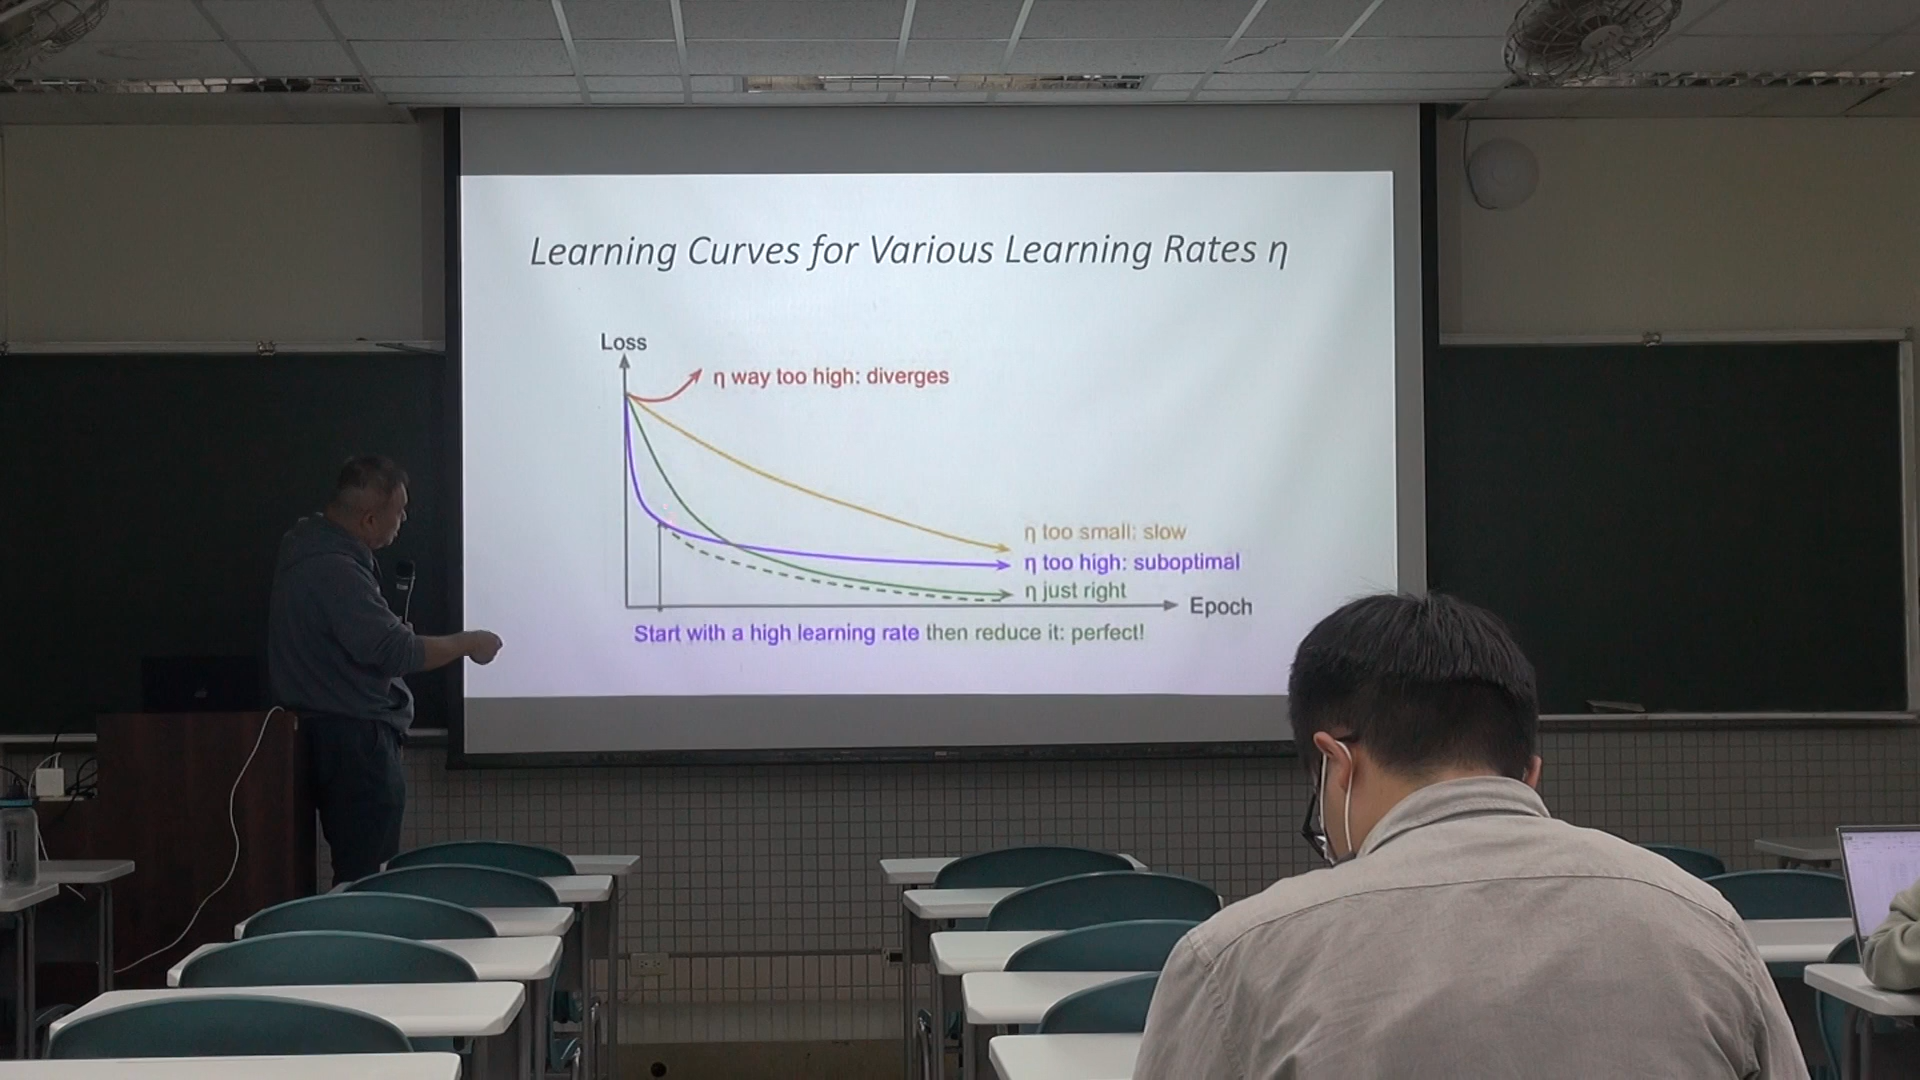 Learning Curves for Various Learning Rates η
Loss
η way too high: diverges
η too small: slow
η too high: suboptimal
η just right
Epoch
Start with a high learning rate then reduce it: perfect!